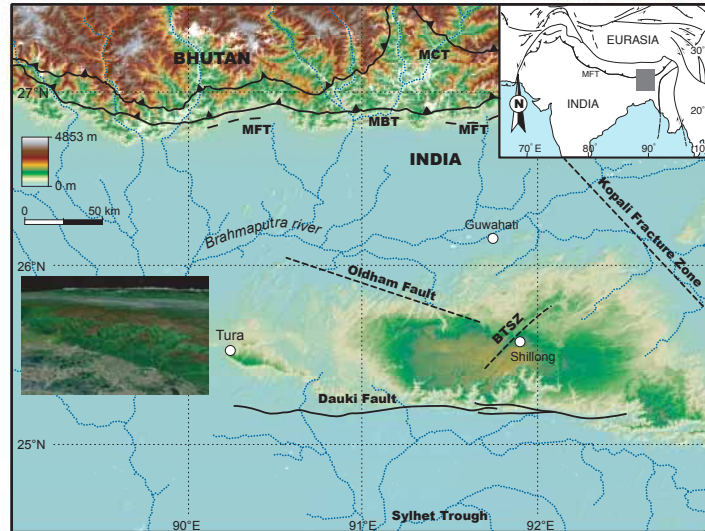 BHUTAN
MCT
27°N
4853 m
0 m
MFT
MBT
MFT
EURASIA
30°
MFT
N
INDIA
20°
70° E
80°
90°
INDIA
0
50 km
Kopali Fracture Zone
Brahmaputra river
Guwahati
26°N
Oldham Fault
BTSZ
Tura
Shillong
Dauki Fault
25°N
Sylhet Trough
90°E
91°E
92°E